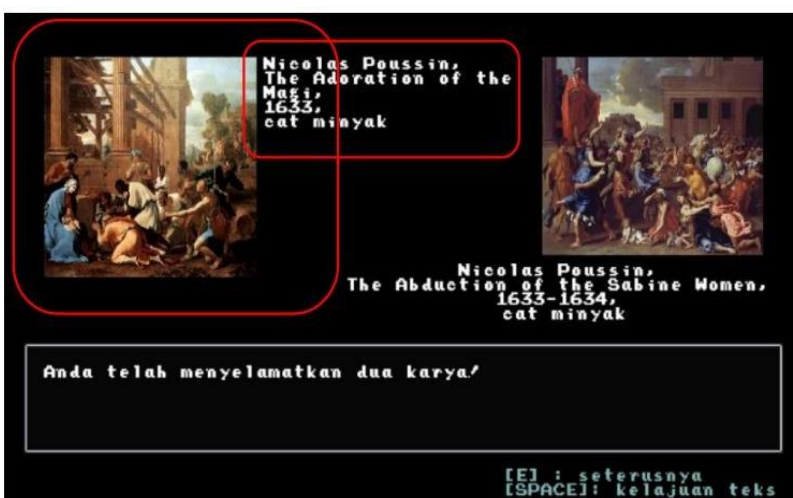 Nicolas Poussin,
The Adoration of the
Magi,
1633,
cat minyak
Nicolas Poussin,
The Abduction of the Sabine Women,
1633-1634,
cat minyak
Anda telah menyelamatkan dua karya!
[E] : seterusnya
[SPACE]: kelajuan teks